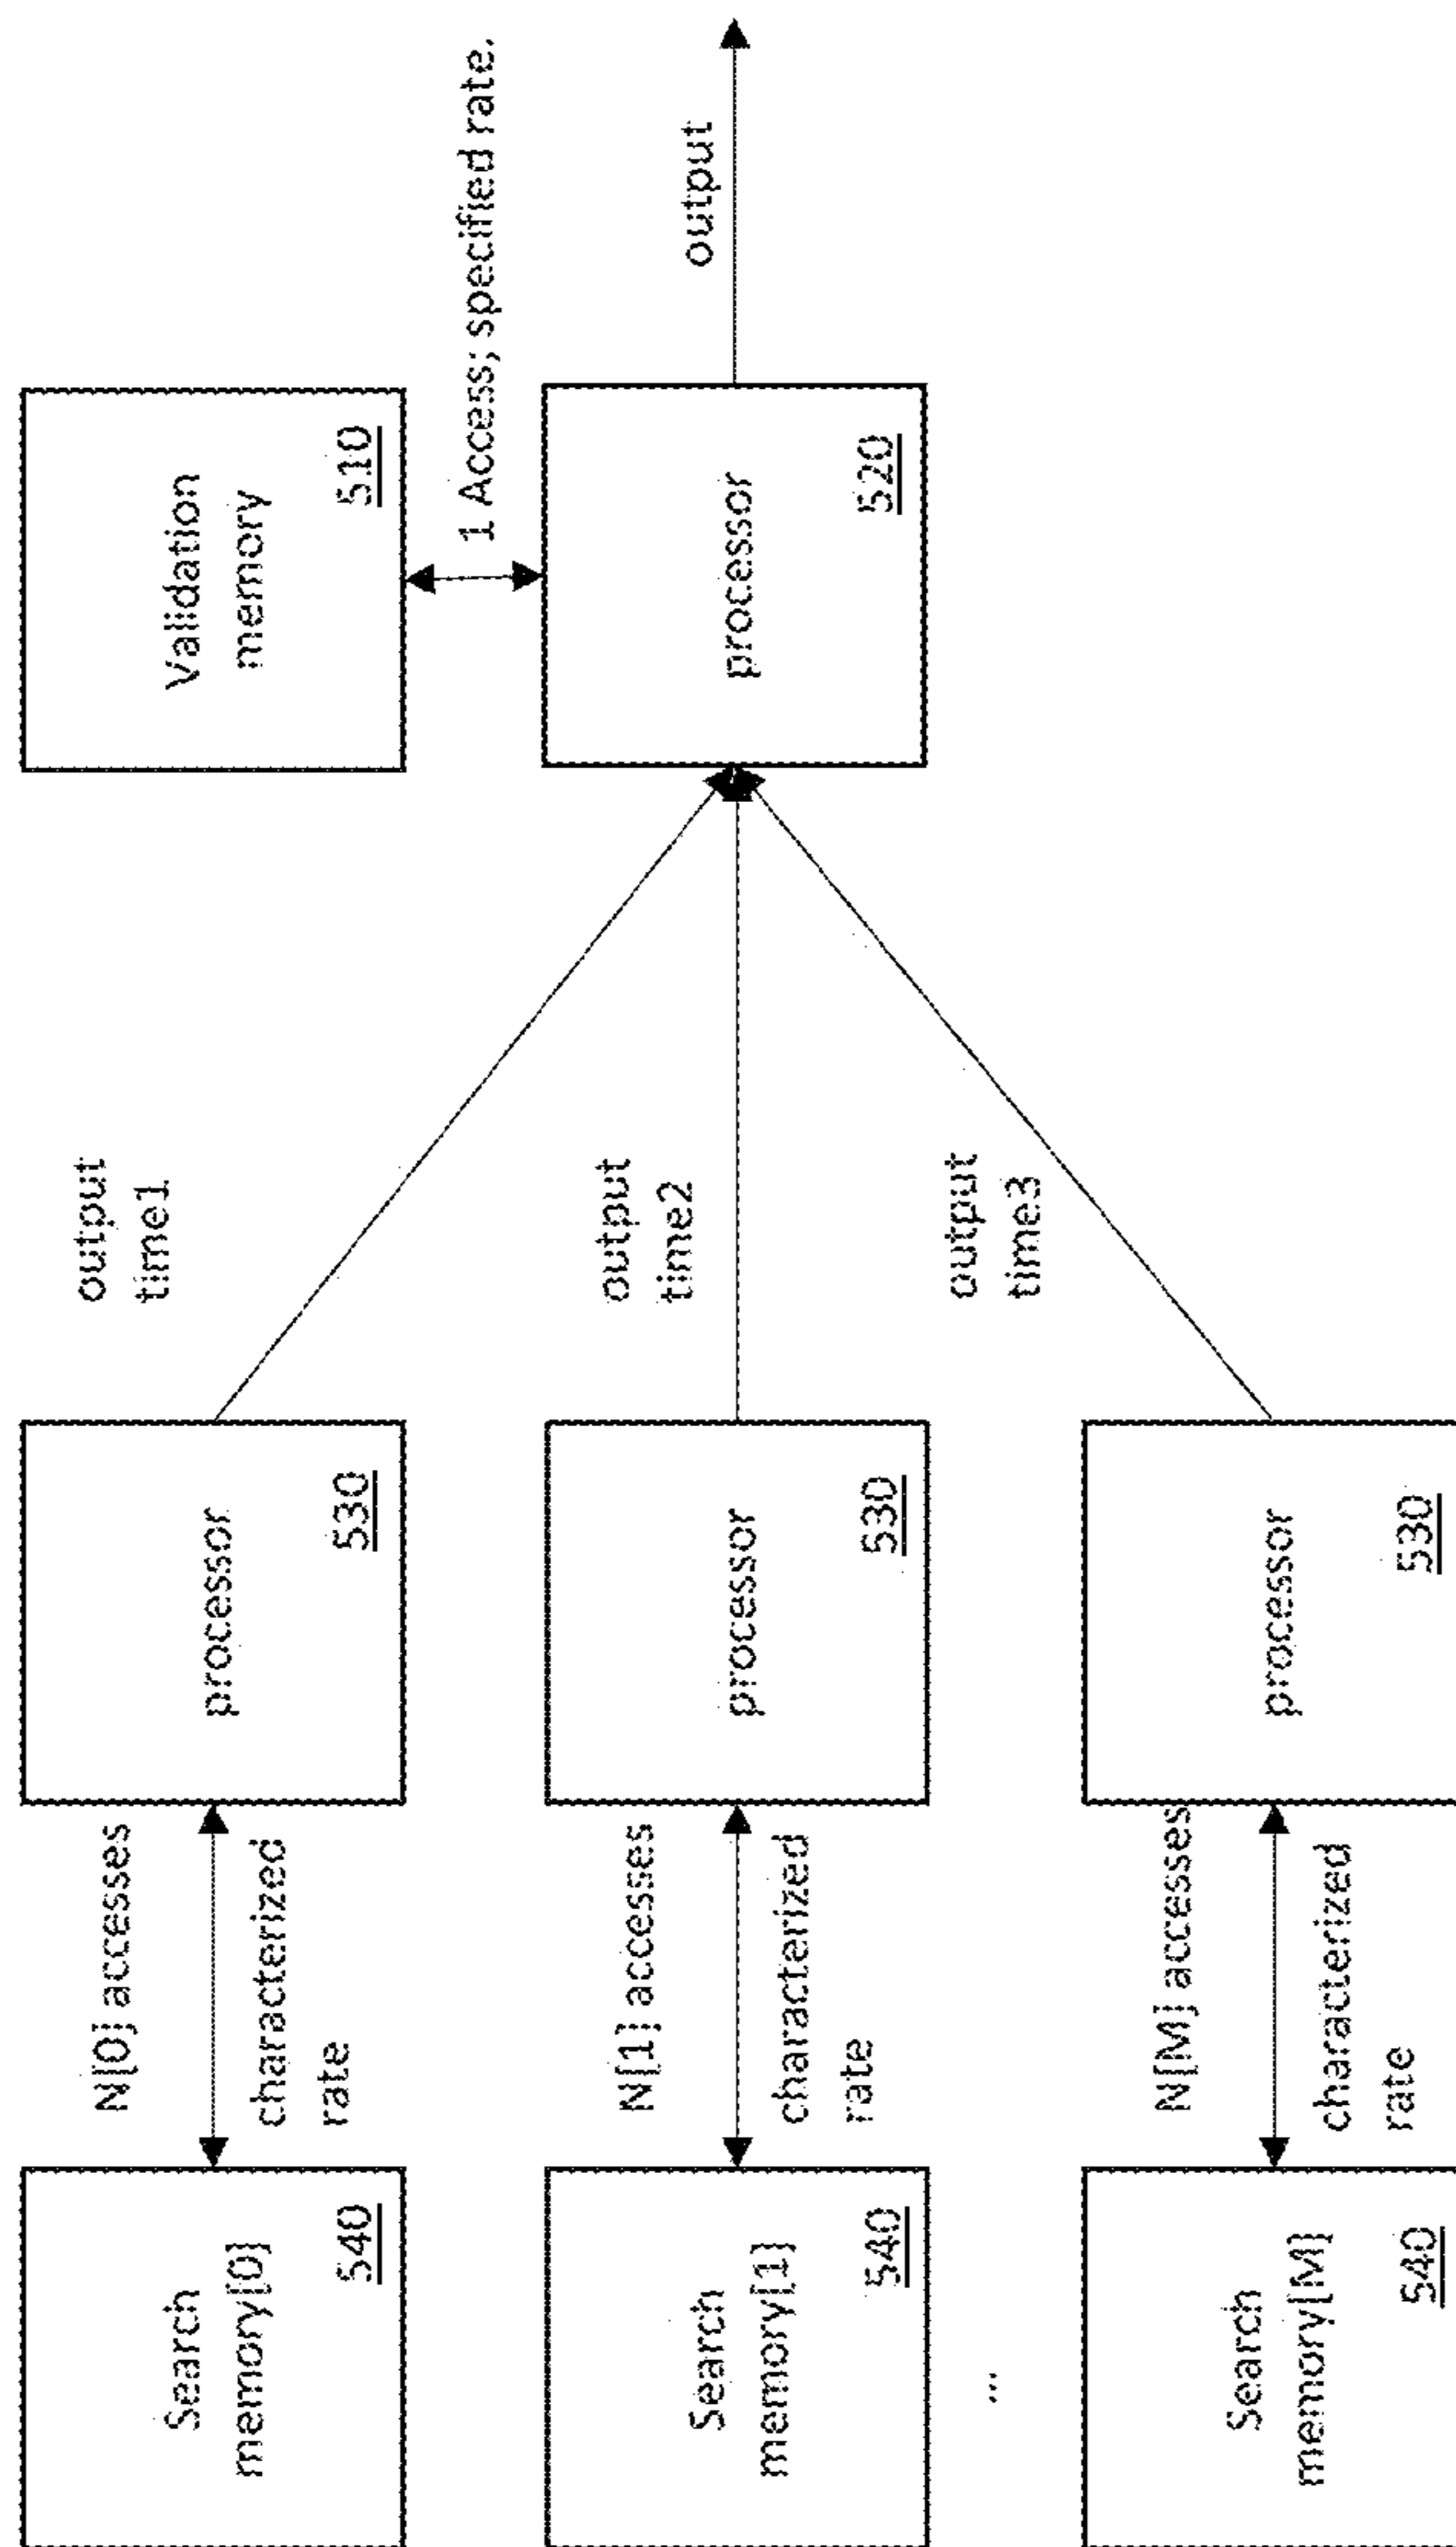 Search
memory[0]
540
N[0] accesses
characterized
rate
processor
530
output
time1
Validation
memory
510
1 Access; specified rate.
Search
memory[1]
540
N[1] accesses
characterized
rate
processor
530
output
time2
processor
520
output
...
Search
memory[M]
540
N[M] accesses
characterized
rate
processor
530
output
time3